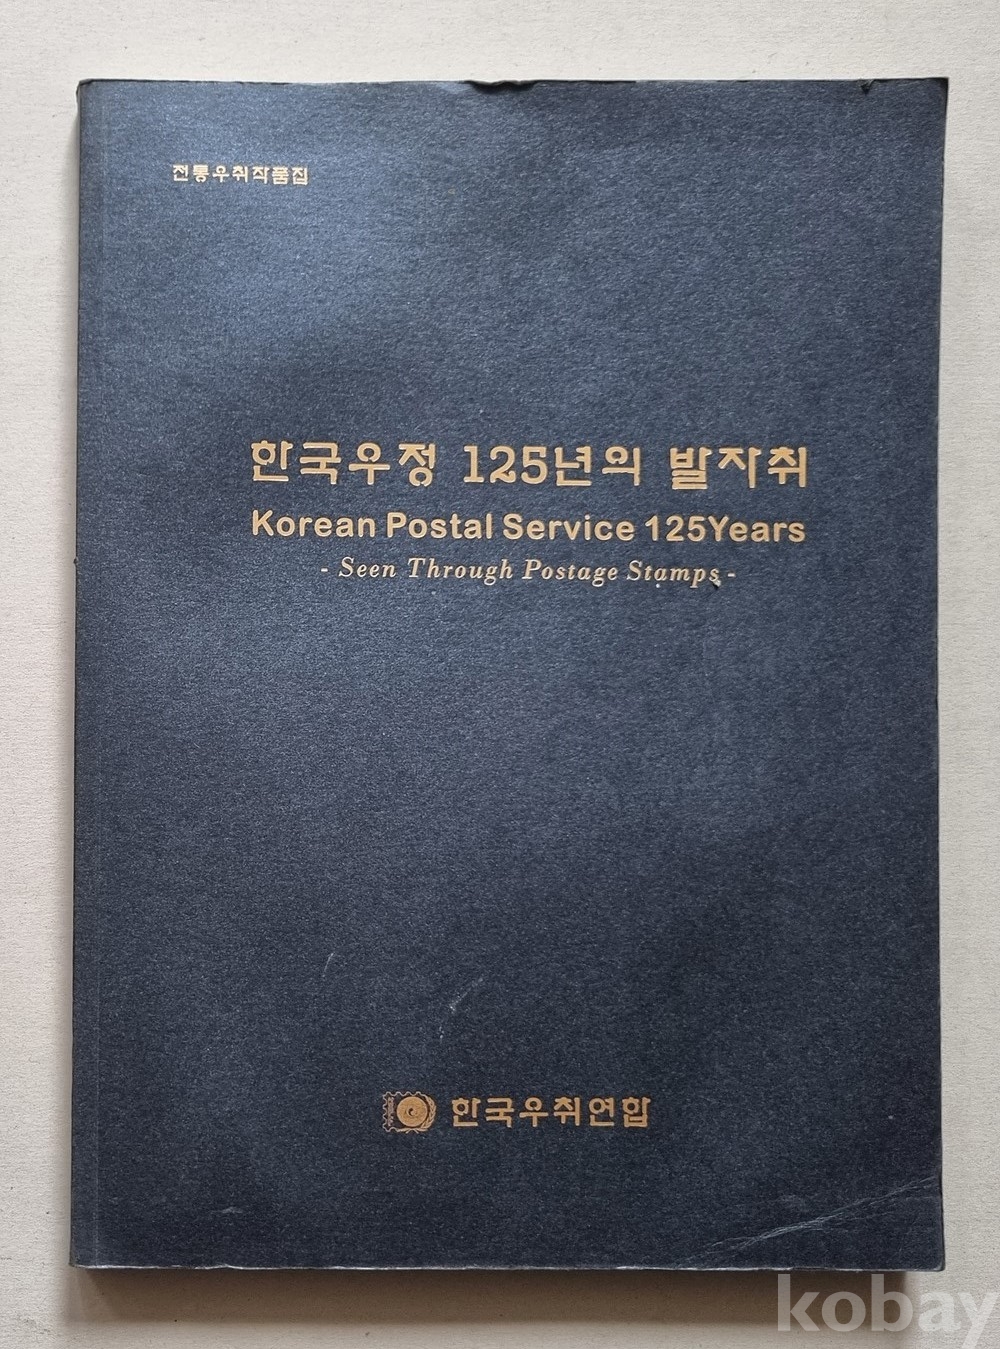 전통우취작품집
한국우정 125년의 발자취
Korean Postal Service 125Years
- Seen Through Postage Stamps -
한국우취연합
kobay